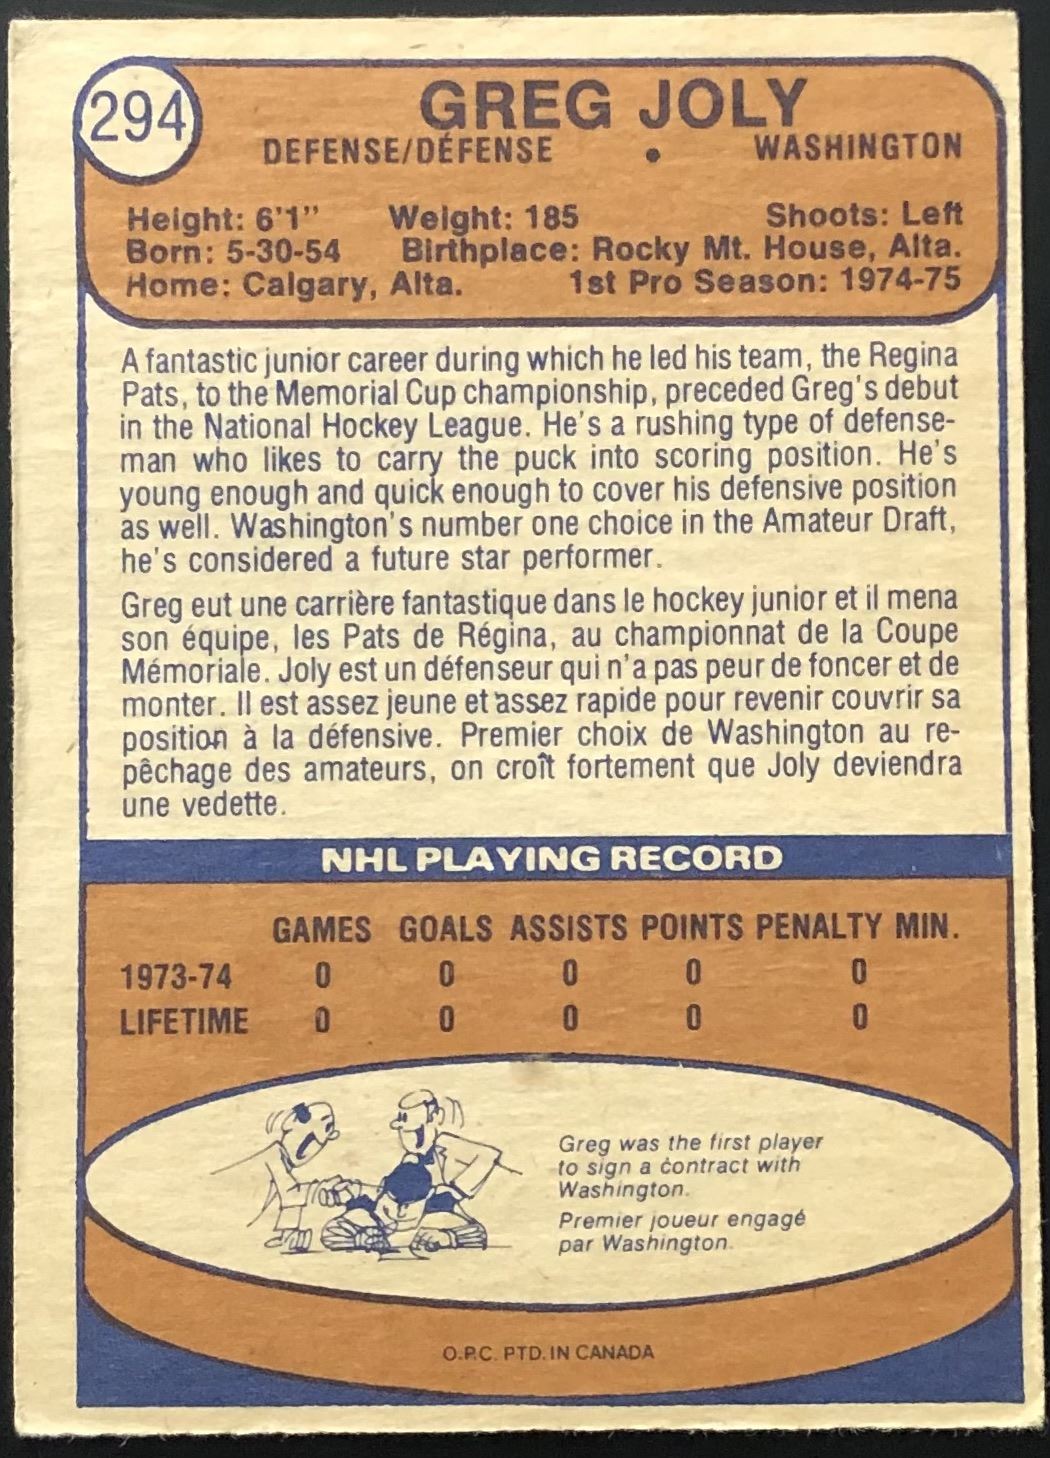 294
GREG JOLY
DEFENSE/DÉFENSE • WASHINGTON
Height: 6'1" Weight: 185 Shoots: Left
Born: 5-30-54 Birthplace: Rocky Mt. House, Alta.
Home: Calgary, Alta. 1st Pro Season: 1974-75
A fantastic junior career during which he led his team, the Regina
Pats, to the Memorial Cup championship, preceded Greg's debut
in the National Hockey League. He's a rushing type of defense-
man who likes to carry the puck into scoring position. He's
young enough and quick enough to cover his defensive position
as well. Washington's number one choice in the Amateur Draft,
he's considered a future star performer.
Greg eut une carrière fantastique dans le hockey junior et il mena
son équipe, les Pats de Régina, au championnat de la Coupe
Mémoriale. Joly est un défenseur qui n'a pas peur de foncer et de
monter. Il est assez jeune et assez rapide pour revenir couvrir sa
position à la défensive. Premier choix de Washington au re-
pêchage des amateurs, on croît fortement que Joly deviendra
une vedette.
NHL PLAYING RECORD
GAMES GOALS ASSISTS POINTS PENALTY MIN.
1973-74 0 0 0 0 0
LIFETIME 0 0 0 0 0
Greg was the first player
to sign a contract with
Washington.
Premier joueur engagé
par Washington.
O.P.C. PTD. IN CANADA